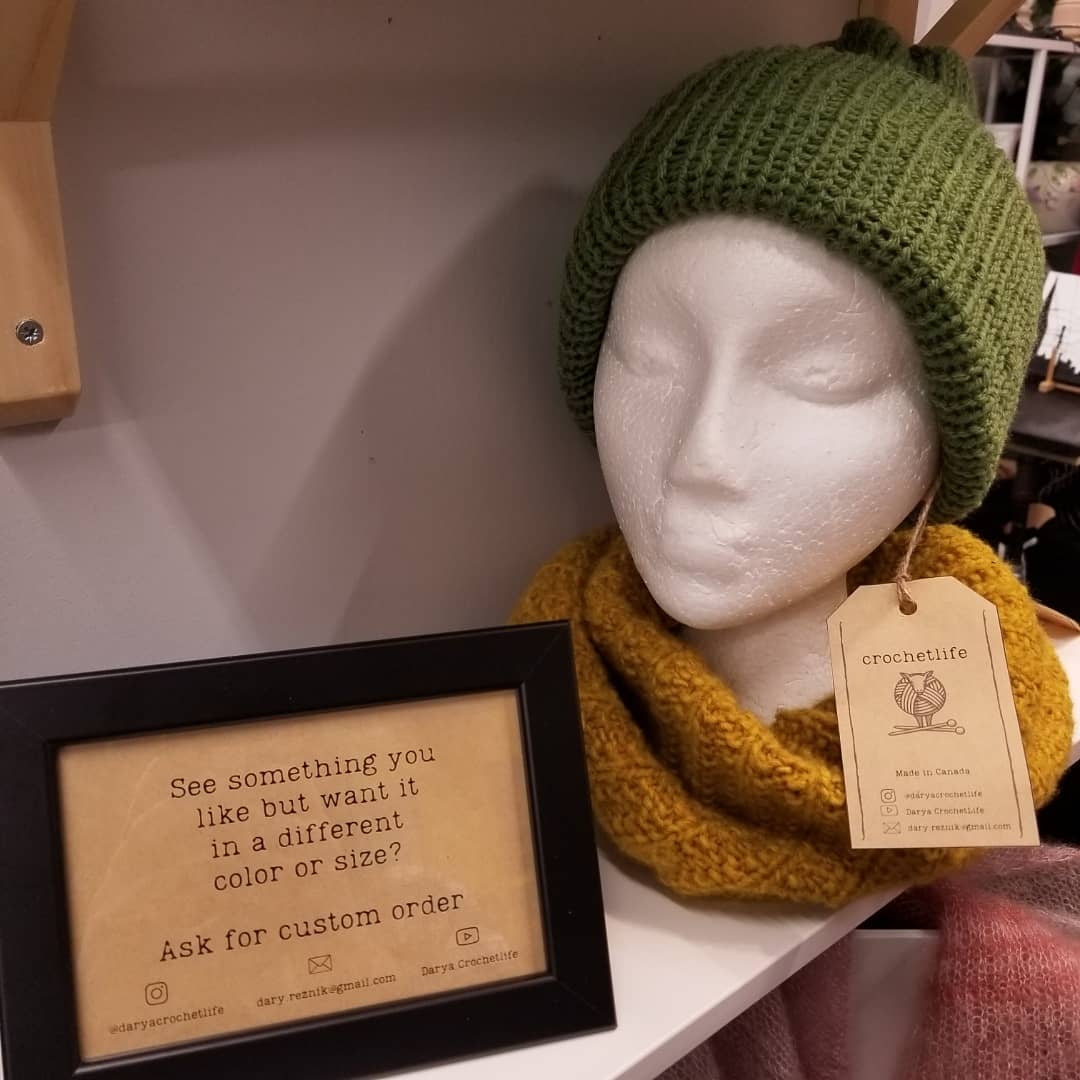 See something you
like but want it
in a different
color or size?
Ask for custom order
@daryacrochetlife
dary.reznik@gmail.com
Darya Crochetlife
crochetlife
Made in Canada
@daryacrochetlife
Darya Crochetlife
dary.reznik@gmail.com